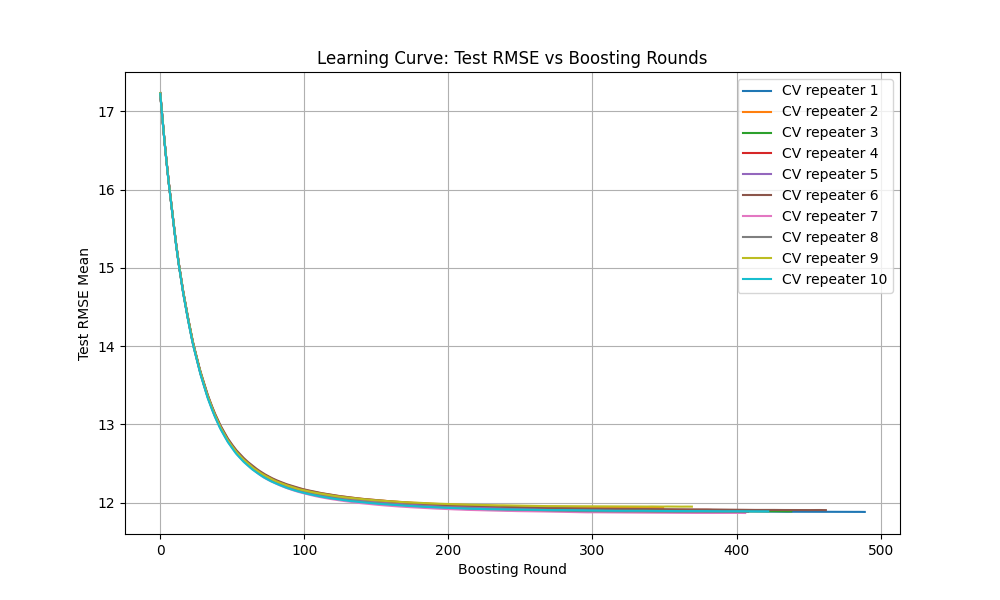 Learning Curve: Test RMSE vs Boosting Rounds
CV repeater 1
CV repeater 2
CV repeater 3
CV repeater 4
CV repeater 5
CV repeater 6
CV repeater 7
CV repeater 8
CV repeater 9
CV repeater 10
Test RMSE Mean
17
16
15
14
13
12
0
100
200
300
400
500
Boosting Round